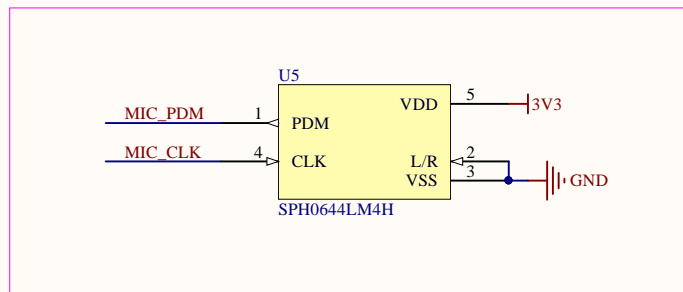 U5
MIC_PDM 1 PDM VDD 5 3V3
MIC_CLK 4 CLK L/R 2
VSS 3 GND
SPH0644LM4H